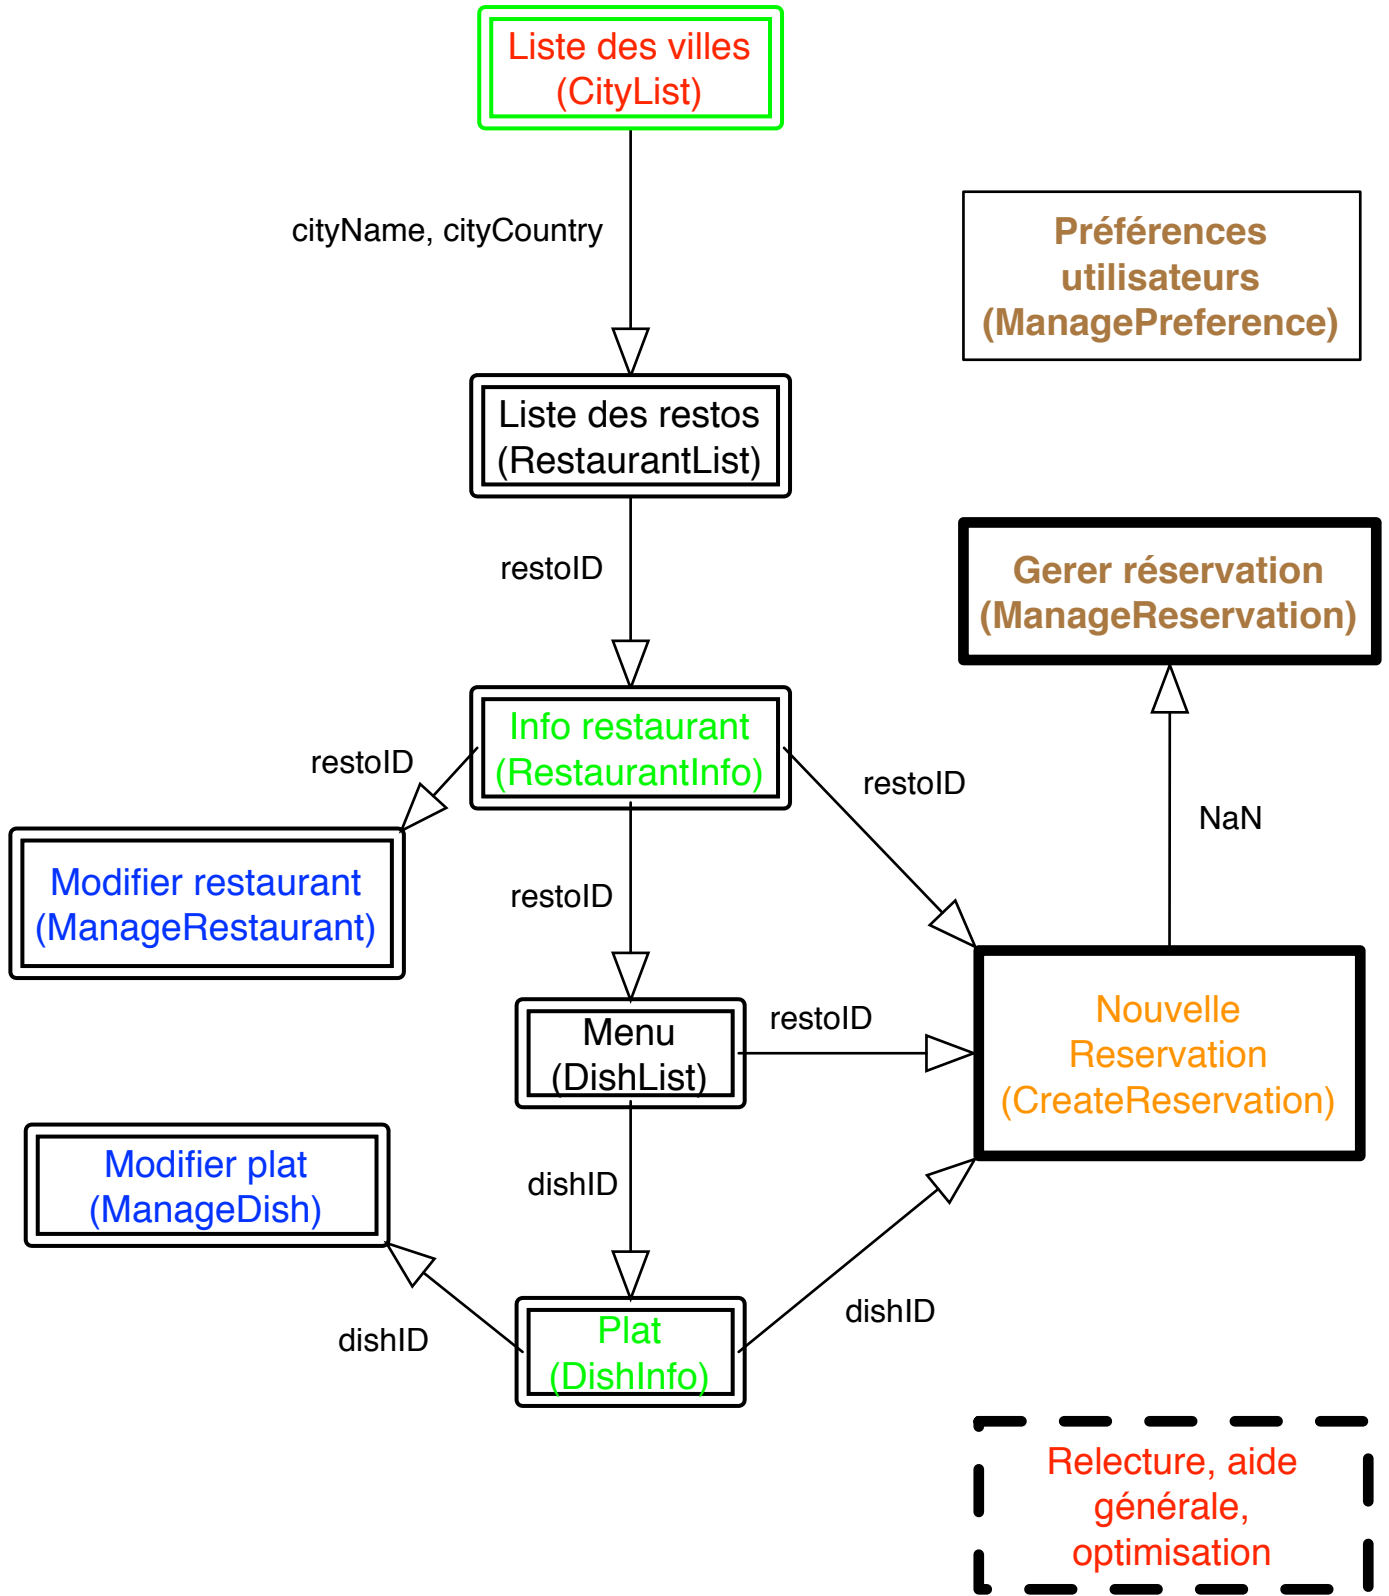 Liste des villes
(CityList)
cityName, cityCountry
Préférences
utilisateurs
(ManagePreference)
Liste des restos
(RestaurantList)
restoID
Gerer réservation
(ManageReservation)
Info restaurant
(RestaurantInfo)
restoID
restoID
NaN
Modifier restaurant
(ManageRestaurant)
restoID
Menu
(DishList)
restoID
Nouvelle
Reservation
(CreateReservation)
Modifier plat
(ManageDish)
dishID
Plat
(DishInfo)
dishID
dishID
Relecture, aide
générale,
optimisation